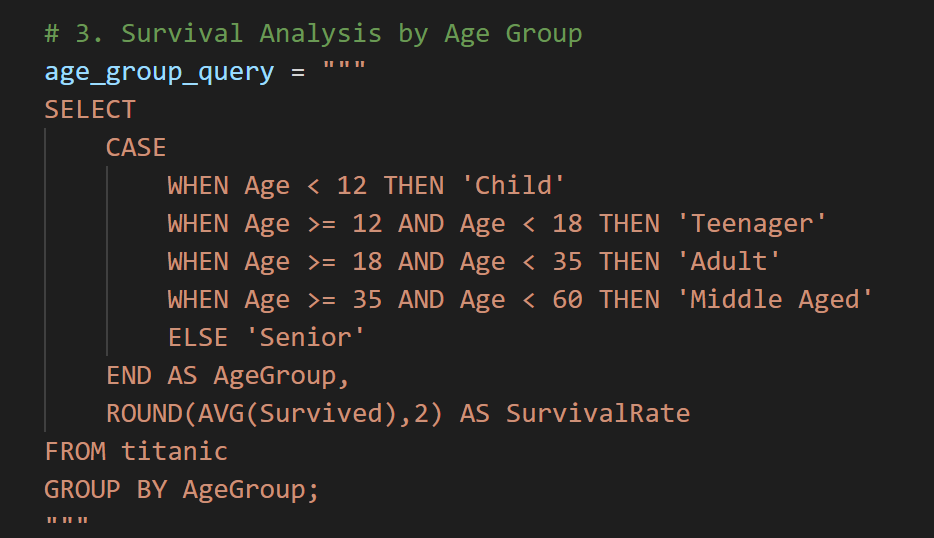 # 3. Survival Analysis by Age Group
age_group_query = """
SELECT
    CASE
        WHEN Age < 12 THEN 'Child'
        WHEN Age >= 12 AND Age < 18 THEN 'Teenager'
        WHEN Age >= 18 AND Age < 35 THEN 'Adult'
        WHEN Age >= 35 AND Age < 60 THEN 'Middle Aged'
        ELSE 'Senior'
    END AS AgeGroup,
    ROUND(AVG(Survived),2) AS SurvivalRate
FROM titanic
GROUP BY AgeGroup;
"""